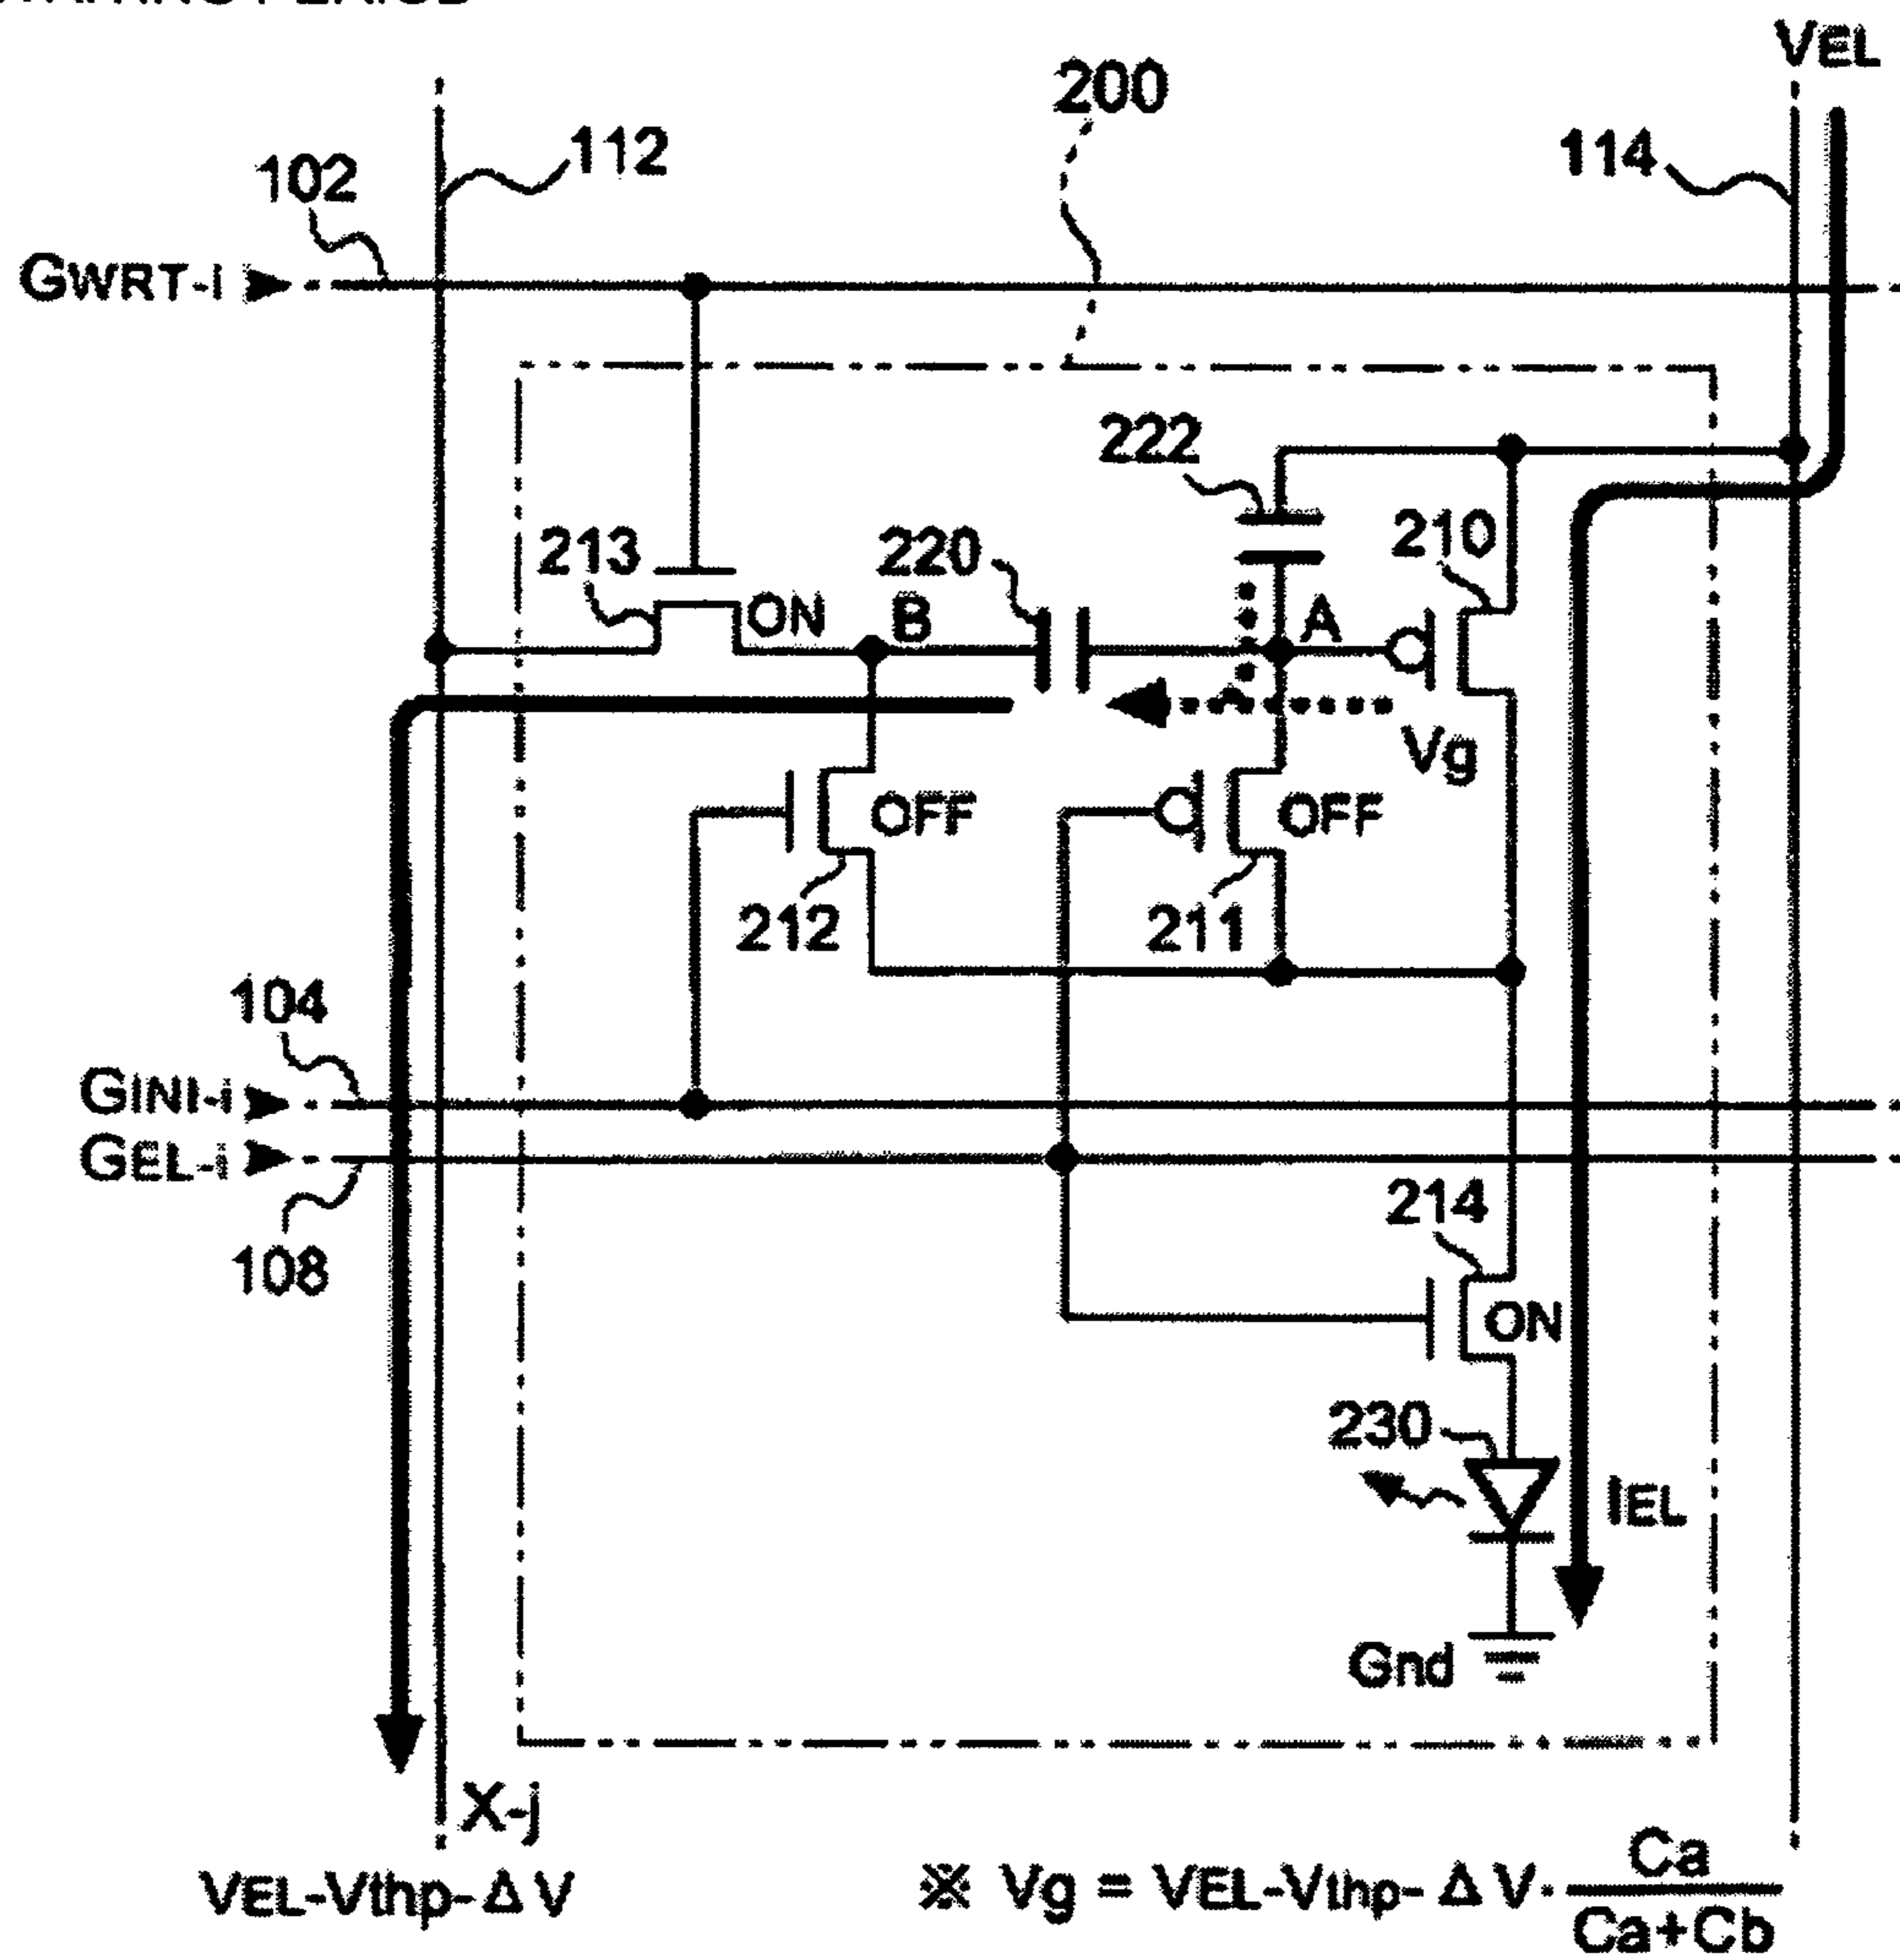 VEL
200
112
114
102
GWRT-i
222
213
220
210
ON
B
A
Vg
OFF
OFF
212
211
104
GINI-i
GEL-i
214
108
ON
230
IEL
Gnd
X-j
VEL-Vthp-ΔV
※ Vg = VEL-Vthp-ΔV·Ca/(Ca+Cb)